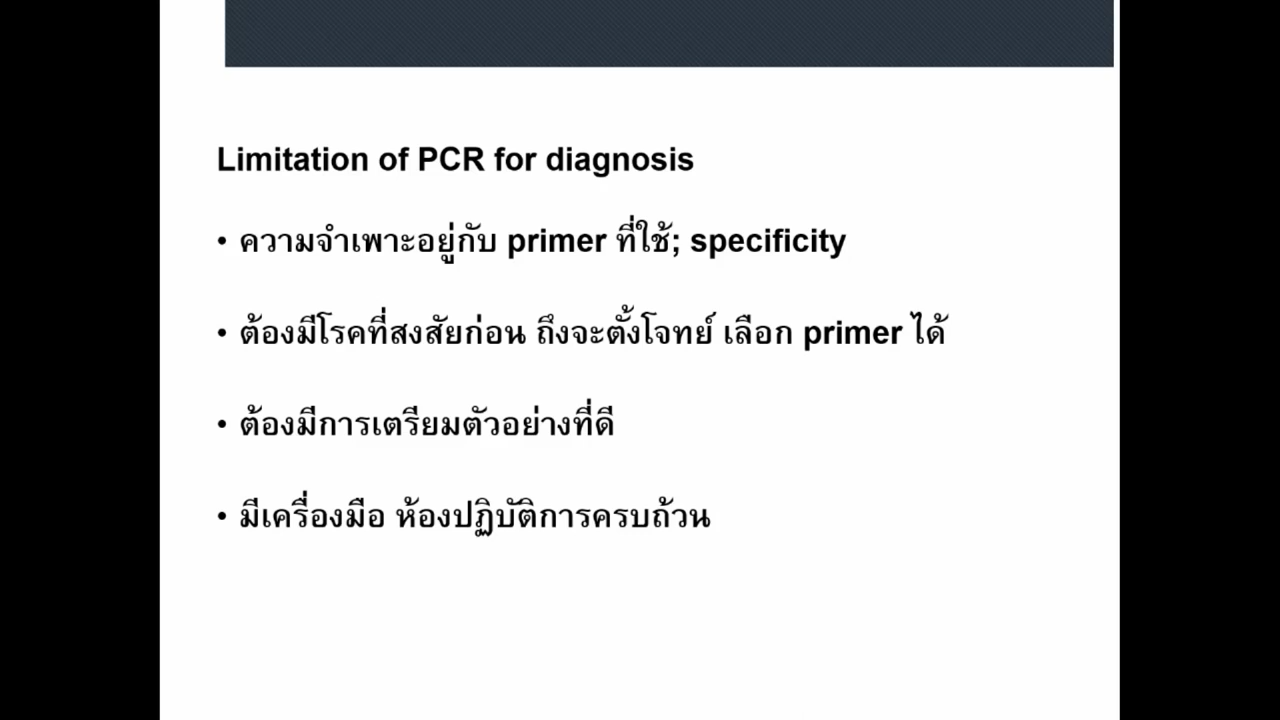 Limitation of PCR for diagnosis
• ความจำเพาะอยู่กับ primer ที่ใช้; specificity
• ต้องมีโรคที่สงสัยก่อน ถึงจะตั้งโจทย์ เลือก primer ได้
• ต้องมีการเตรียมตัวอย่างที่ดี
• มีเครื่องมือ ห้องปฏิบัติการครบถ้วน